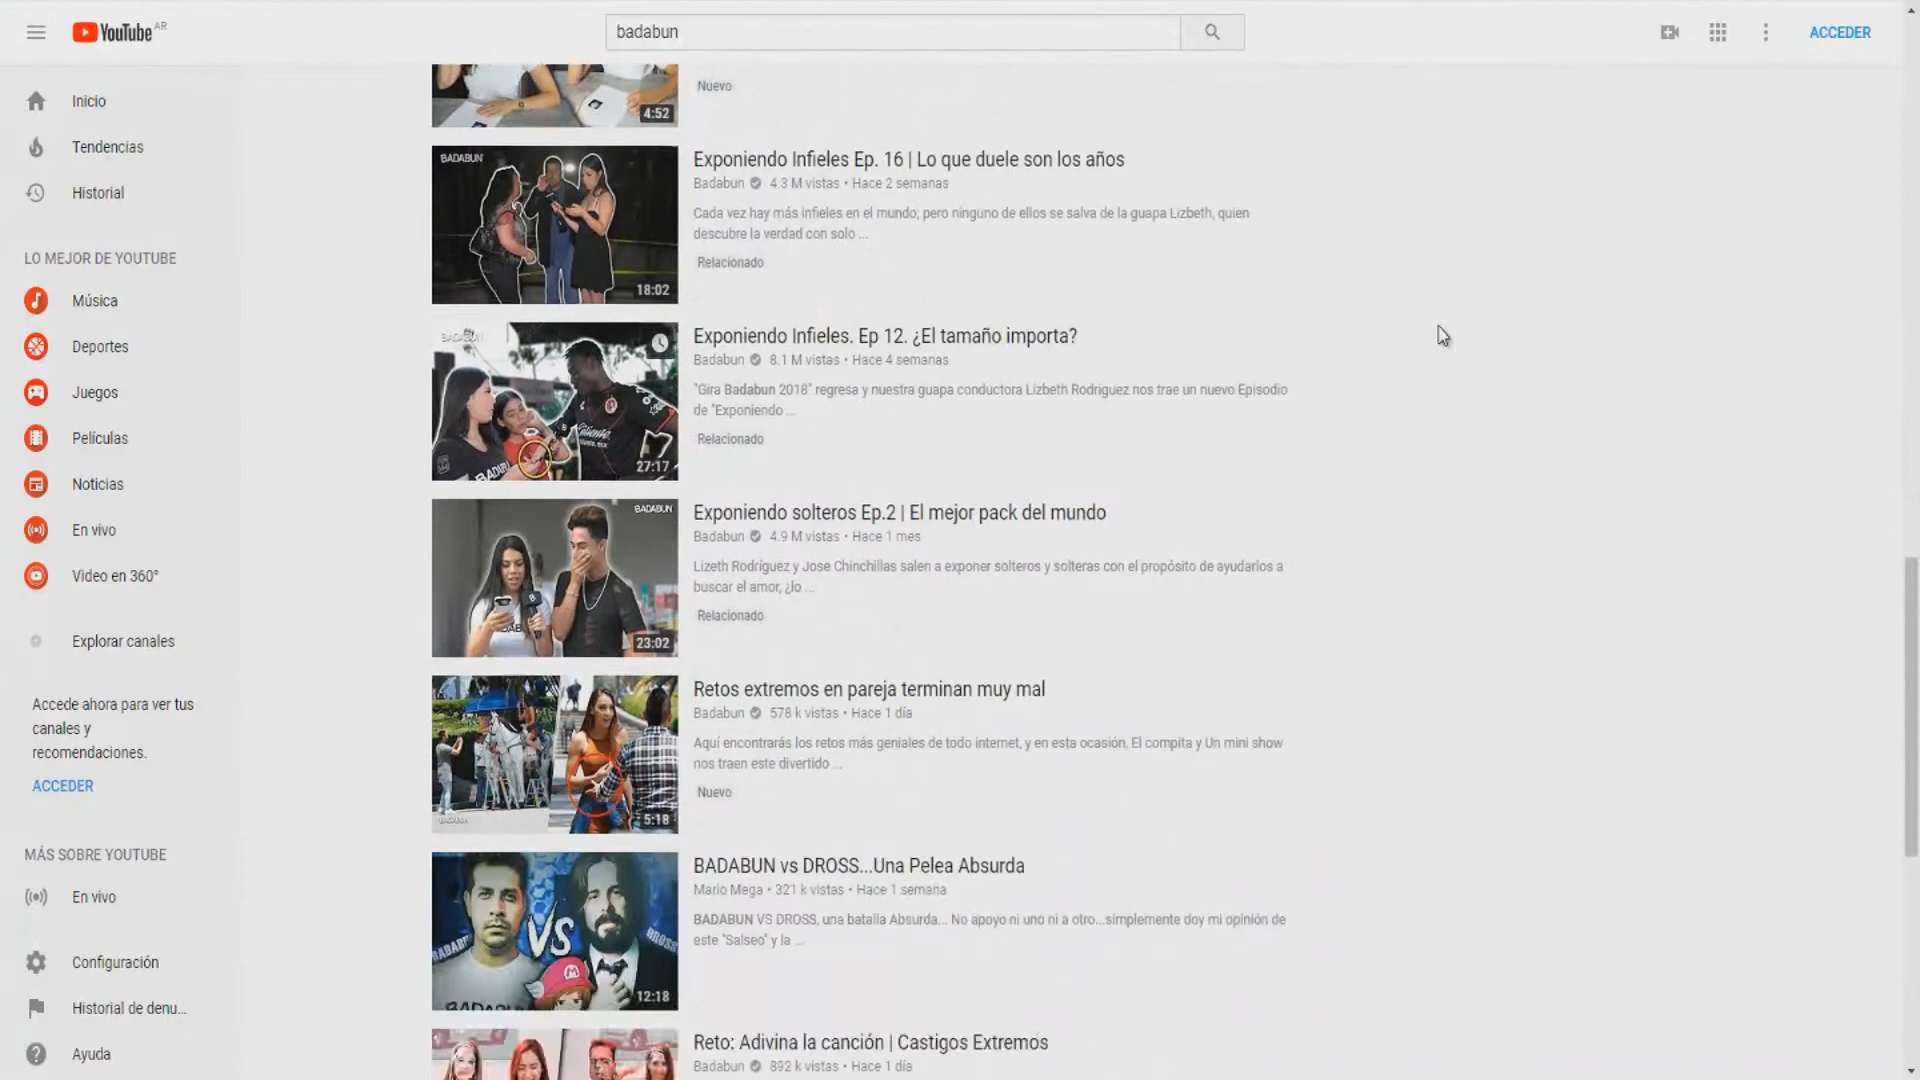 YouTube AR
badabun
ACCEDER
Inicio
Tendencias
Historial
LO MEJOR DE YOUTUBE
Música
Deportes
Juegos
Películas
Noticias
En vivo
Video en 360°
Explorar canales
Accede ahora para ver tus
canales y
recomendaciones.
ACCEDER
MÁS SOBRE YOUTUBE
En vivo
Configuración
Historial de denu...
Ayuda
4:52
Nuevo
BADABUN
18:02
Exponiendo Infieles Ep. 16 | Lo que duele son los años
Badabun 4.3 M vistas • Hace 2 semanas
Cada vez hay más infieles en el mundo; pero ninguno de ellos se salva de la guapa Lizbeth, quien
descubre la verdad con solo ...
Relacionado
BADABUN
27:17
Exponiendo Infieles. Ep 12. ¿El tamaño importa?
Badabun 8.1 M vistas • Hace 4 semanas
"Gira Badabun 2018" regresa y nuestra guapa conductora Lizbeth Rodriguez nos trae un nuevo Episodio
de "Exponiendo ...
Relacionado
BADABUN
23:02
Exponiendo solteros Ep.2 | El mejor pack del mundo
Badabun 4.9 M vistas • Hace 1 mes
Lizeth Rodríguez y Jose Chinchillas salen a exponer solteros y solteras con el propósito de ayudarlos a
buscar el amor, ¿lo ...
Relacionado
BADABUN
5:18
Retos extremos en pareja terminan muy mal
Badabun 578 k vistas • Hace 1 día
Aquí encontrarás los retos más geniales de todo internet, y en esta ocasión, El compita y Un mini show
nos traen este divertido ...
Nuevo
BADABUN
VS
DROSS
12:18
BADABUN vs DROSS...Una Pelea Absurda
Mario Mega • 321 k vistas • Hace 1 semana
BADABUN VS DROSS, una batalla Absurda... No apoyo ni uno ni a otro...simplemente doy mi opinión de
este "Salseo" y la ...
Reto: Adivina la canción | Castigos Extremos
Badabun 892 k vistas • Hace 1 día